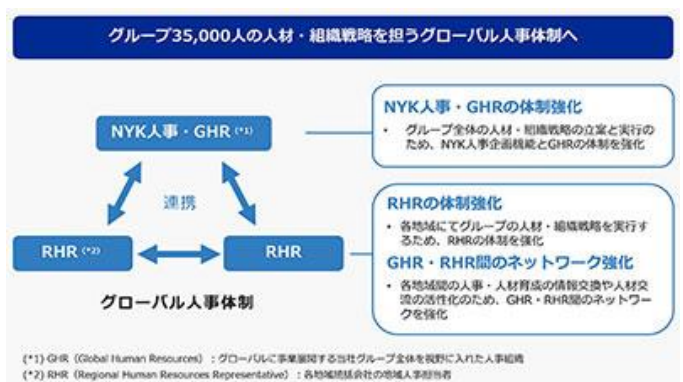 グループ35,000人の人材・組織戦略を担うグローバル人事体制へ
NYK人事・GHR (*1)
連携
RHR (*2)
RHR
グローバル人事体制
NYK人事・GHRの体制強化
・ グループ全体の人材・組織戦略の立案と実行の
ため、NYK人事企画機能とGHRの体制を強化
RHRの体制強化
・ 各地域にてグループの人材・組織戦略を実行す
るため、RHRの体制を強化
GHR・RHR間のネットワーク強化
・ 各地域間の人事・人材育成の情報交換や人材交
流の活性化のため、GHR・RHR間のネットワー
クを強化
(*1) GHR（Global Human Resources）：グローバルに事業展開する当社グループ全体を視野に入れた人事組織
(*2) RHR（Regional Human Resources Representative）：各地域統括会社の地域人事担当者